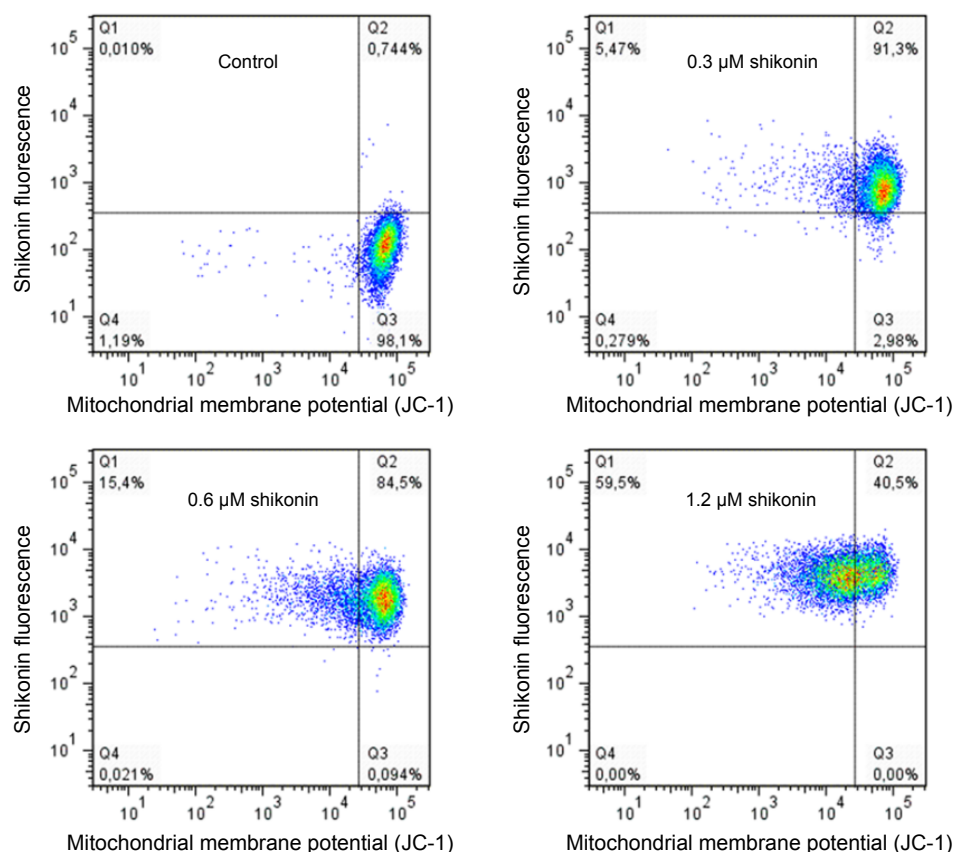 Q1
0,010%
Q2
0,744%
Control
10^5
10^4
10^3
10^2
10^1
Q4
1,19%
Q3
98,1%
10^1 10^2 10^3 10^4 10^5
Shikonin fluorescence
Mitochondrial membrane potential (JC-1)
Q1
5,47%
Q2
91,3%
0.3 µM shikonin
10^5
10^4
10^3
10^2
10^1
Q4
0,279%
Q3
2,98%
10^1 10^2 10^3 10^4 10^5
Shikonin fluorescence
Mitochondrial membrane potential (JC-1)
Q1
15,4%
Q2
84,5%
0.6 µM shikonin
10^5
10^4
10^3
10^2
10^1
Q4
0,021%
Q3
0,094%
10^1 10^2 10^3 10^4 10^5
Shikonin fluorescence
Mitochondrial membrane potential (JC-1)
Q1
59,5%
Q2
40,5%
1.2 µM shikonin
10^5
10^4
10^3
10^2
10^1
Q4
0,00%
Q3
0,00%
10^1 10^2 10^3 10^4 10^5
Shikonin fluorescence
Mitochondrial membrane potential (JC-1)